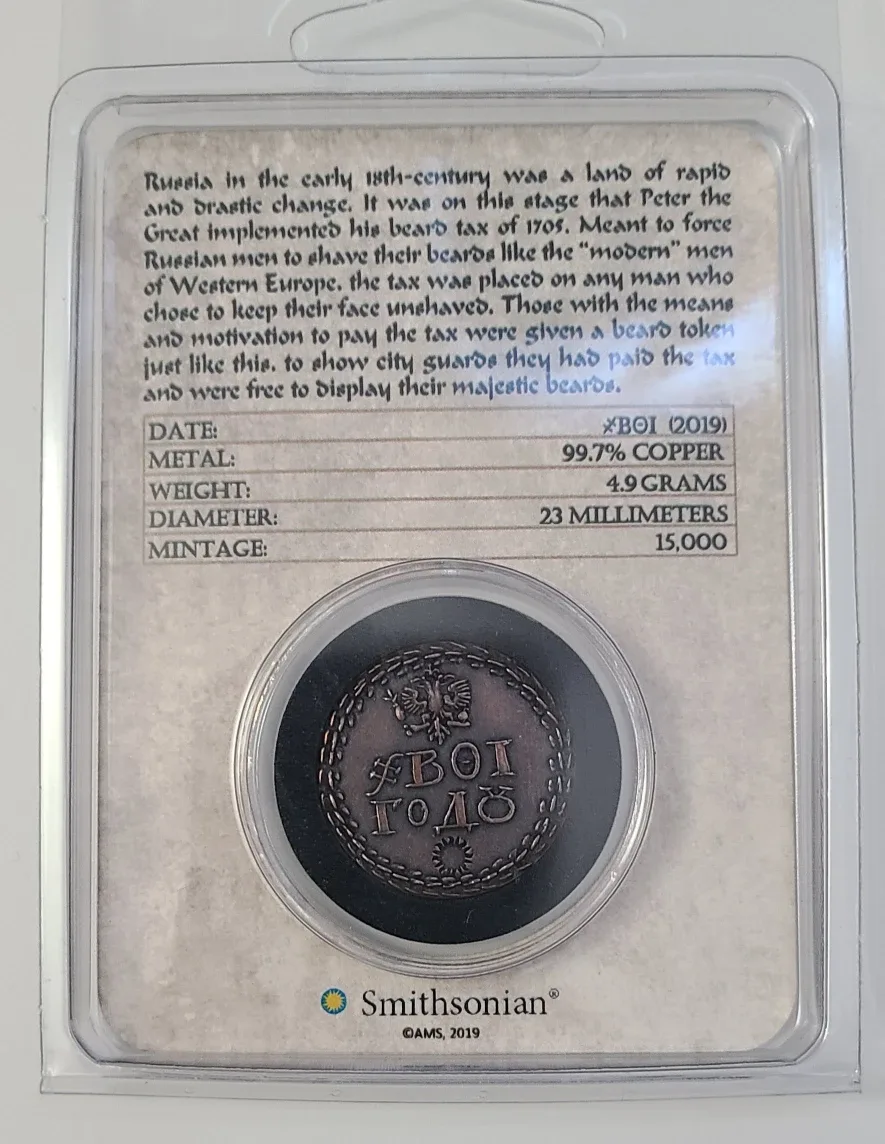 Russia in the early 18th-century was a land of rapid
and drastic change. It was on this stage that Peter the
Great implemented his beard tax of 1705. Meant to force
Russian men to shave their beards like the "modern" men
of Western Europe, the tax was placed on any man who
chose to keep their face unshaved. Those with the means
and motivation to pay the tax were given a beard token
just like this, to show city guards they had paid the tax
and were free to display their majestic beards.
DATE: ҂ВѲІ (2019)
METAL: 99.7% COPPER
WEIGHT: 4.9 GRAMS
DIAMETER: 23 MILLIMETERS
MINTAGE: 15,000
҂ВѲІ
ГОДꙊ
Smithsonian®
©AMS, 2019